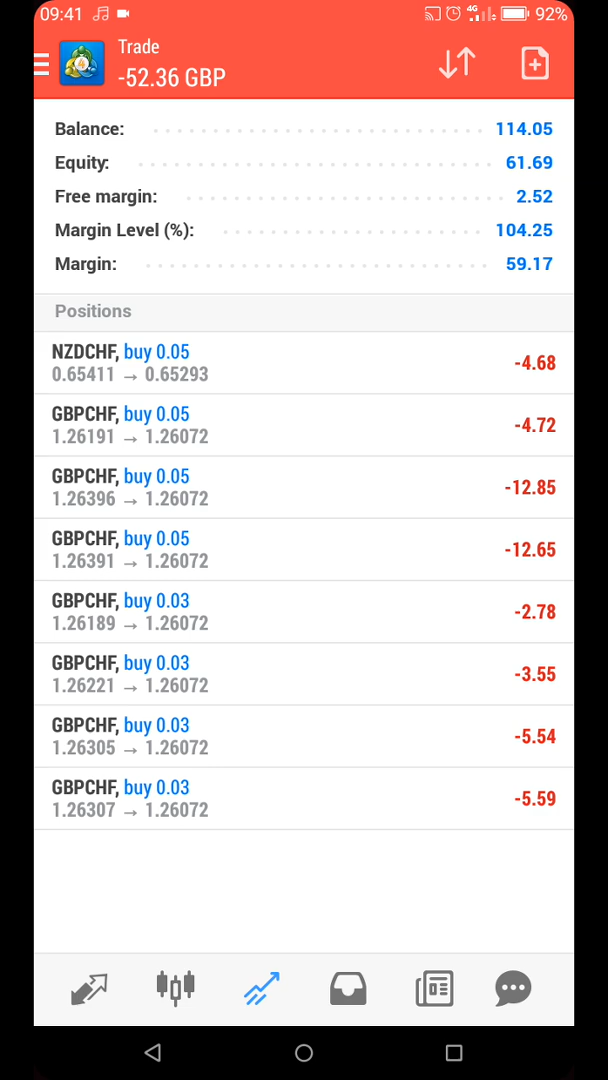 09:41 4G 92%
Trade
-52.36 GBP
Balance: 114.05
Equity: 61.69
Free margin: 2.52
Margin Level (%): 104.25
Margin: 59.17
Positions
NZDCHF, buy 0.05
0.65411 → 0.65293 -4.68
GBPCHF, buy 0.05
1.26191 → 1.26072 -4.72
GBPCHF, buy 0.05
1.26396 → 1.26072 -12.85
GBPCHF, buy 0.05
1.26391 → 1.26072 -12.65
GBPCHF, buy 0.03
1.26189 → 1.26072 -2.78
GBPCHF, buy 0.03
1.26221 → 1.26072 -3.55
GBPCHF, buy 0.03
1.26305 → 1.26072 -5.54
GBPCHF, buy 0.03
1.26307 → 1.26072 -5.59